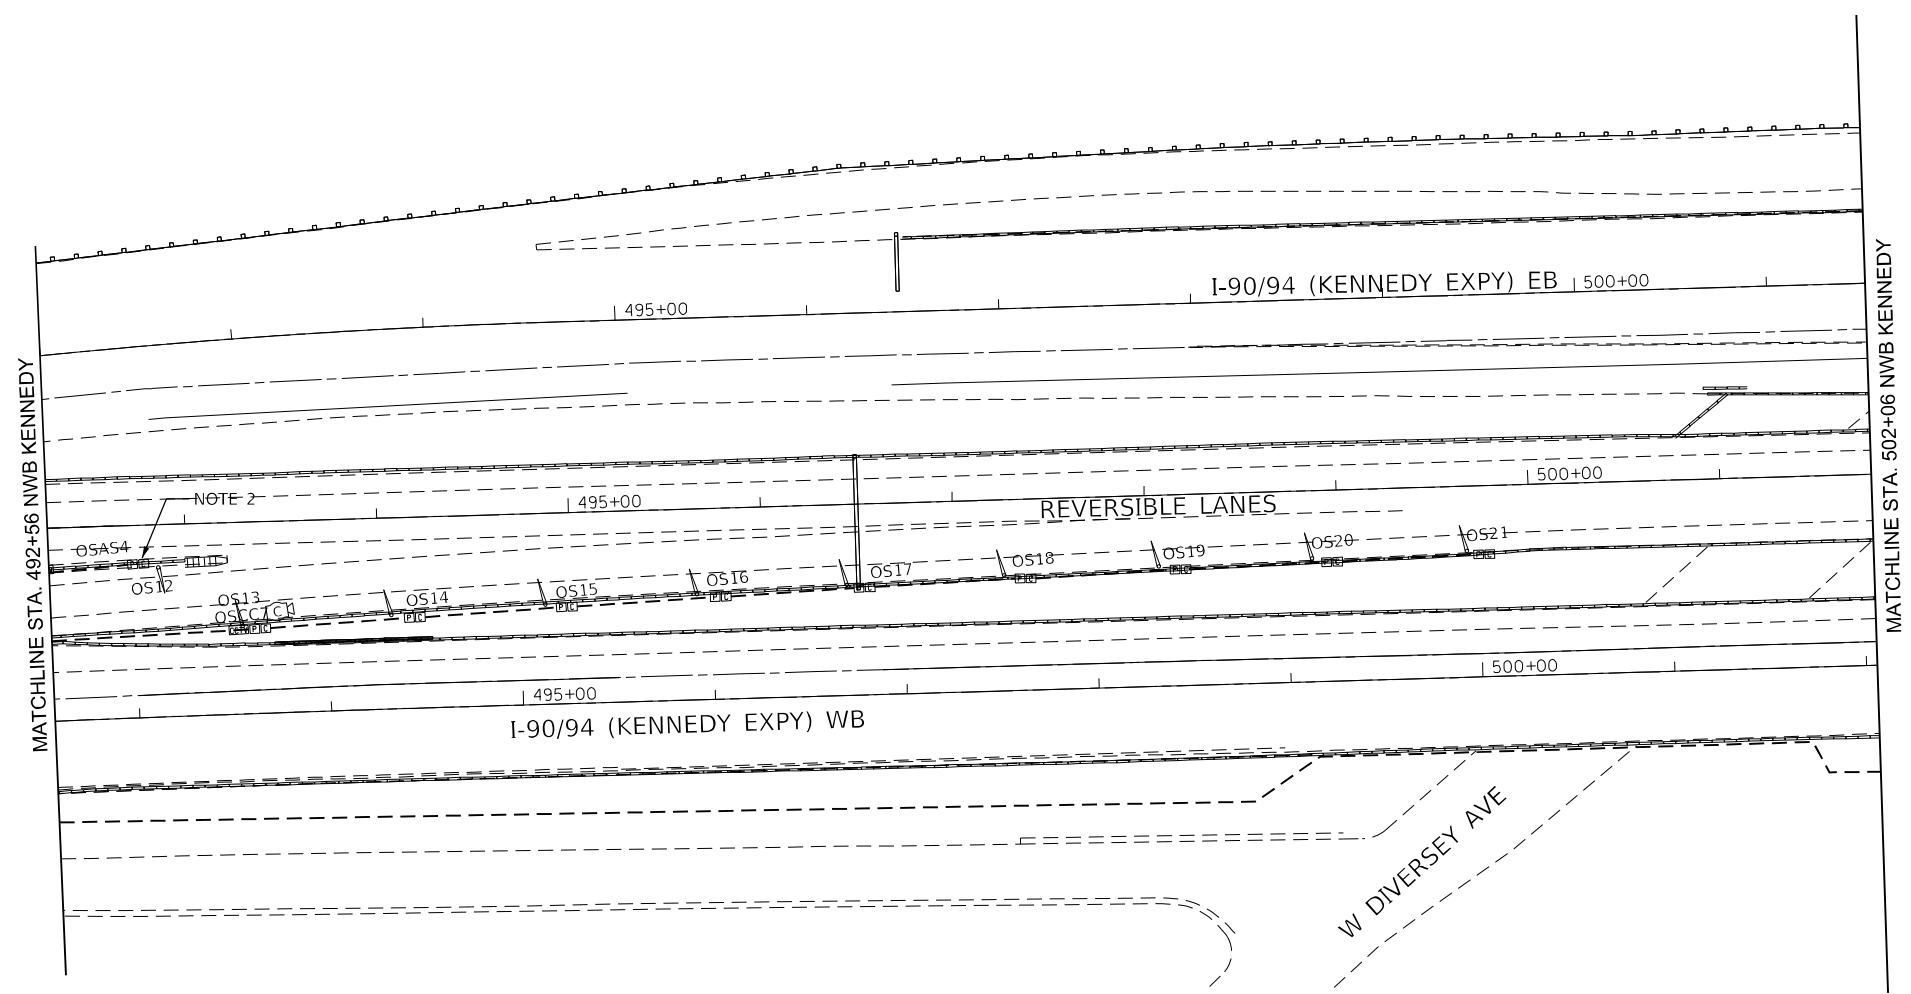 I-90/94 (KENNEDY EXPY) EB
500+00
495+00
MATCHLINE STA. 492+56 NWB KENNEDY
MATCHLINE STA. 502+06 NWB KENNEDY
500+00
NOTE 2
495+00
REVERSIBLE LANES
OSAS4
OS12
OS13
OS14
OS15
OS16
OS17
OS18
OS19
OS20
OS21
P C
P C
P C
P C
P C
P C
P C
P C
500+00
495+00
I-90/94 (KENNEDY EXPY) WB
W DIVERSEY AVE